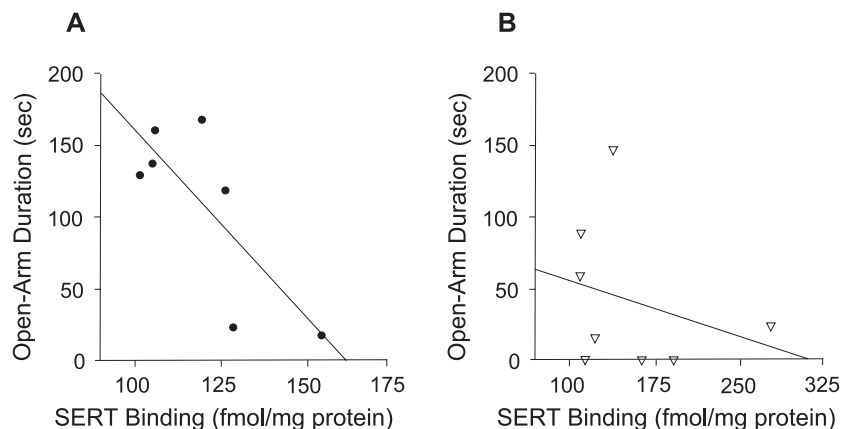 A
Open-Arm Duration (sec)
200
150
100
50
0
100 125 150 175
SERT Binding (fmol/mg protein)
B
Open-Arm Duration (sec)
200
150
100
50
0
100 175 250 325
SERT Binding (fmol/mg protein)